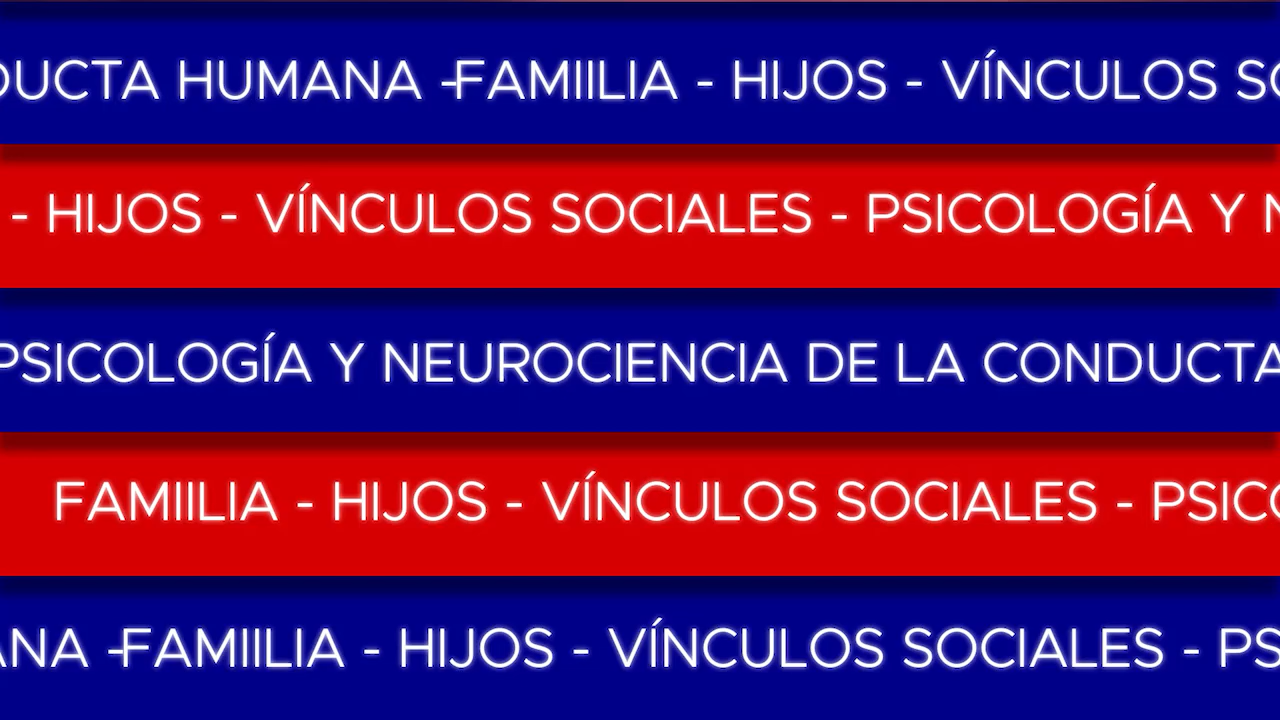 DUCTA HUMANA -FAMIILIA - HIJOS - VÍNCULOS SO
- HIJOS - VÍNCULOS SOCIALES - PSICOLOGÍA Y N
PSICOLOGÍA Y NEUROCIENCIA DE LA CONDUCTA
FAMIILIA - HIJOS - VÍNCULOS SOCIALES - PSICO
ANA -FAMIILIA - HIJOS - VÍNCULOS SOCIALES - PS